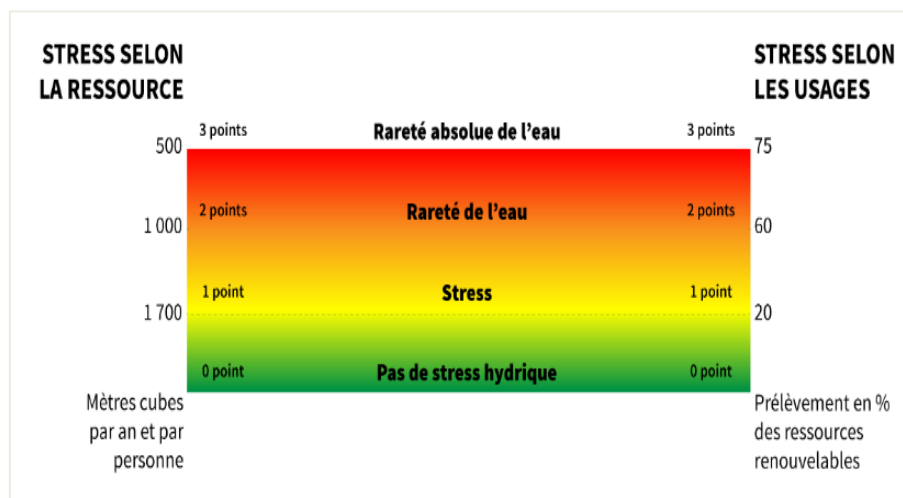 STRESS SELON
LA RESSOURCE
STRESS SELON
LES USAGES
3 points
Rareté absolue de l'eau
3 points
500
75
2 points
Rareté de l'eau
2 points
1 000
60
1 point
Stress
1 point
1 700
20
0 point
Pas de stress hydrique
0 point
Mètres cubes
par an et par
personne
Prélèvement en %
des ressources
renouvelables